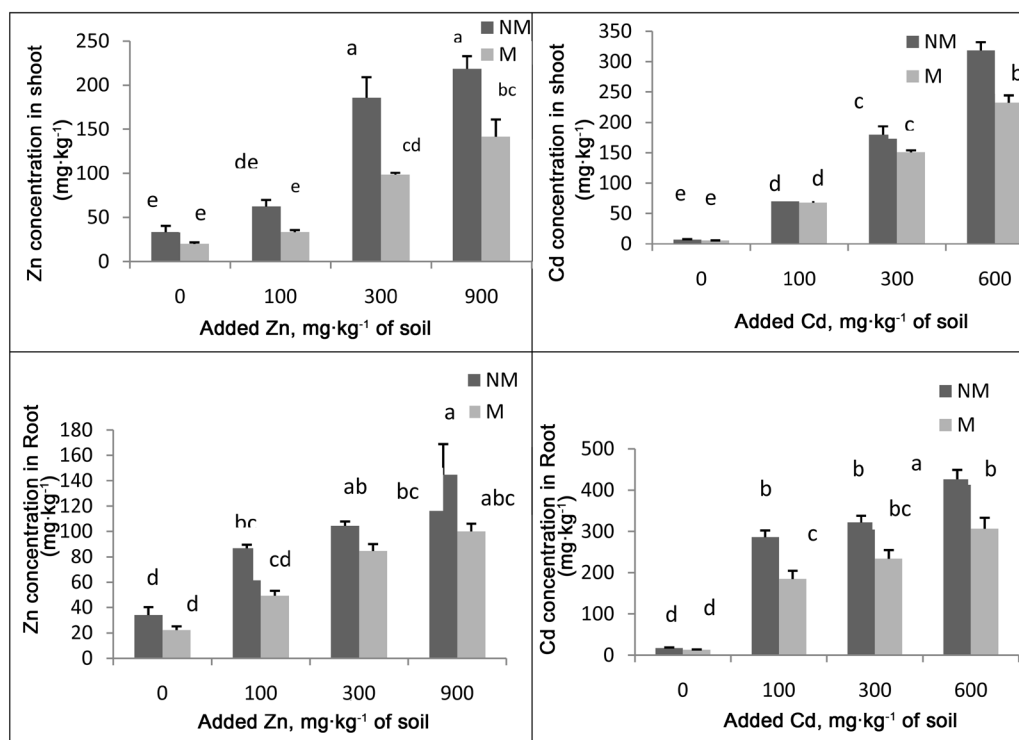 NM
M
250
200
150
100
50
0
Zn concentration in shoot
(mg·kg⁻¹)
e
e
de
e
a
cd
a
bc
0 100 300 900
Added Zn, mg·kg⁻¹ of soil
NM
M
350
300
250
200
150
100
50
0
Cd concentration in shoot
(mg·kg⁻¹)
e
e
d
d
c
c
b
0 100 300 600
Added Cd, mg·kg⁻¹ of soil
NM
M
180
160
140
120
100
80
60
40
20
0
Zn concentration in Root
(mg·kg⁻¹)
d
d
bc
cd
ab
bc
a
abc
0 100 300 900
Added Zn, mg·kg⁻¹ of soil
NM
M
500
400
300
200
100
0
Cd concentration in Root
(mg·kg⁻¹)
d
d
b
c
b
bc
a
b
0 100 300 600
Added Cd, mg·kg⁻¹ of soil